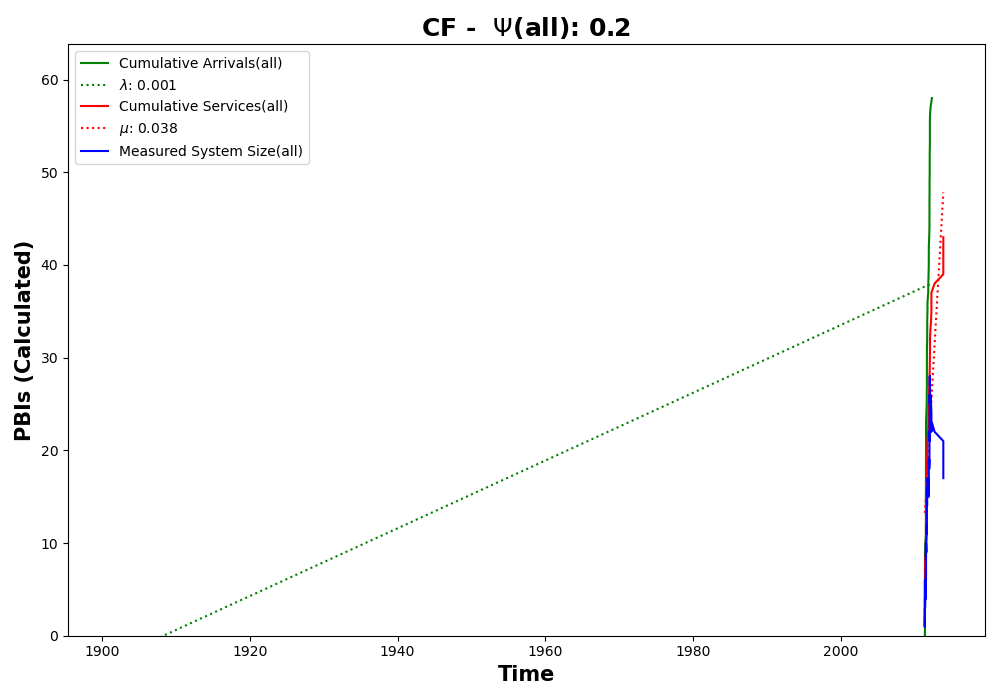 CF - Ψ(all): 0.2
Cumulative Arrivals(all)
λ: 0.001
Cumulative Services(all)
μ: 0.038
Measured System Size(all)
PBIs (Calculated)
60
50
40
30
20
10
0
1900 1920 1940 1960 1980 2000
Time